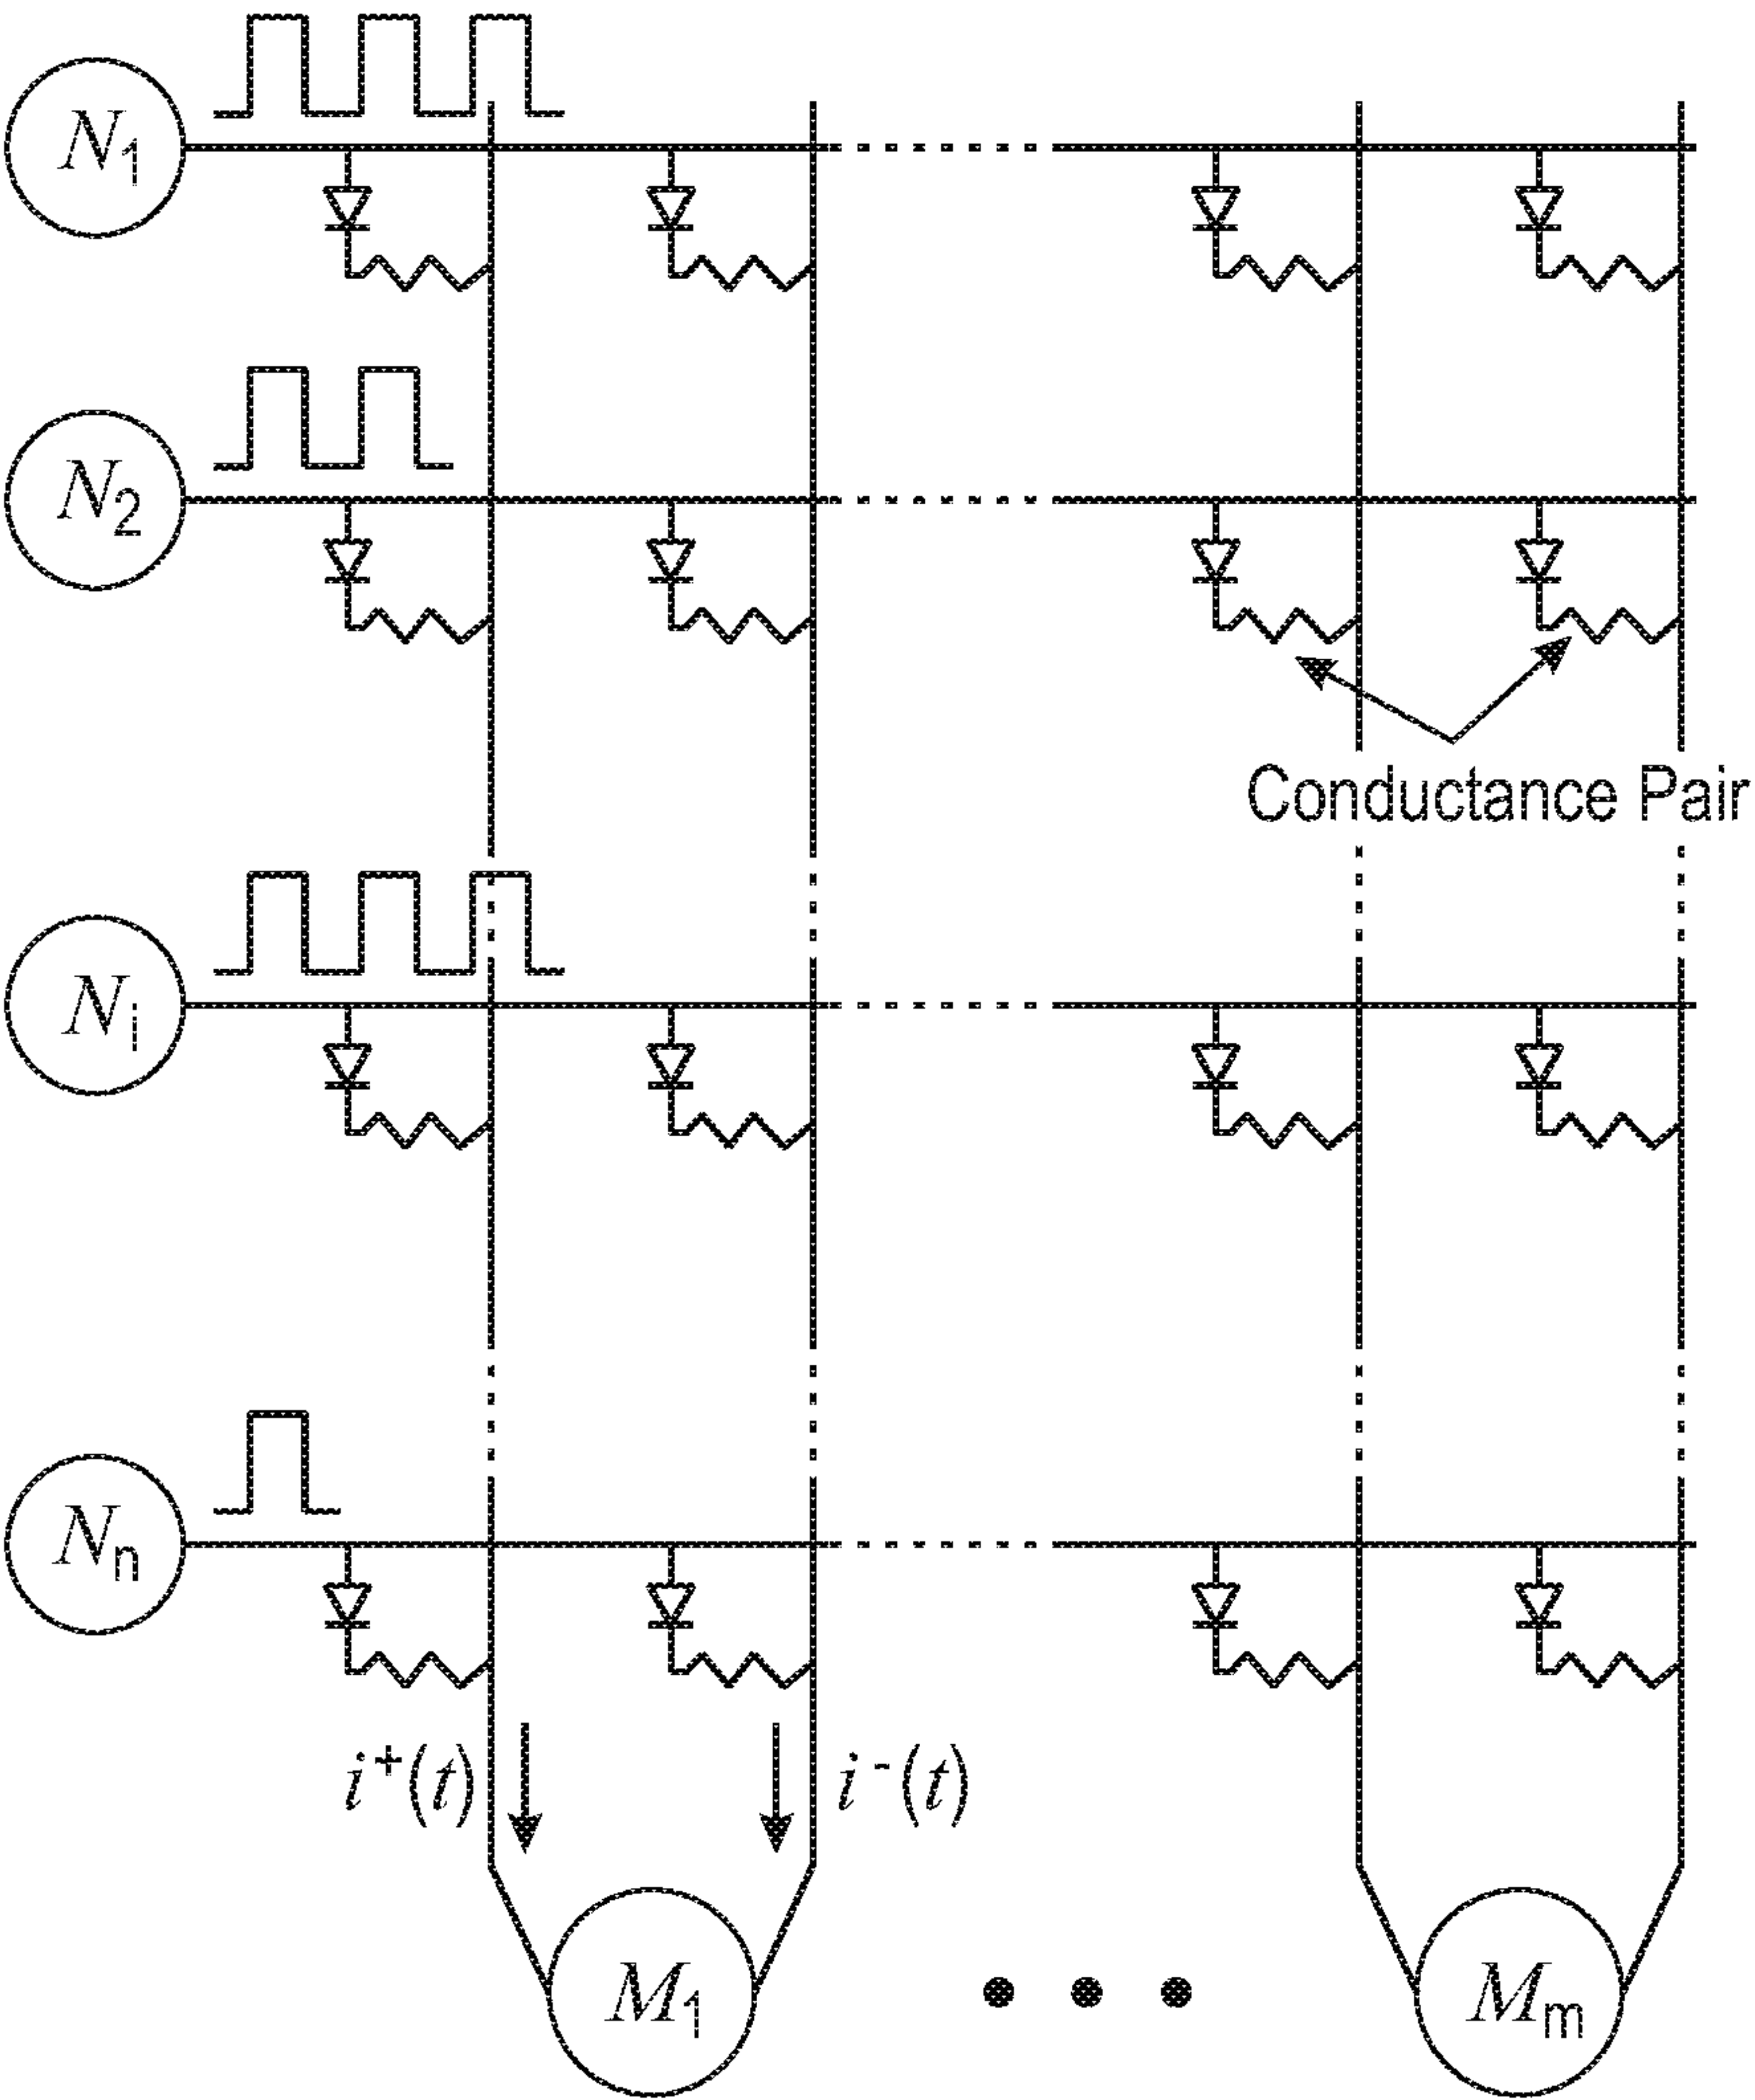 N1
N2
Conductance Pair
Ni
Nn
i+(t) i-(t)
M1 Mm